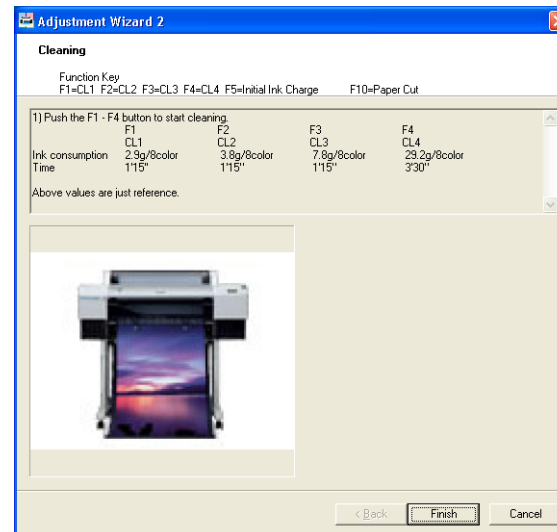 Adjustment Wizard 2
Cleaning
Function Key
F1=CL1 F2=CL2 F3=CL3 F4=CL4 F5=Initial Ink Charge F10=Paper Cut
1) Push the F1 - F4 button to start cleaning.
F1 F2 F3 F4
CL1 CL2 CL3 CL4
Ink consumption 2.9g/8color 3.8g/8color 7.8g/8color 29.2g/8color
Time 1'15'' 1'15'' 1'15'' 3'30''
Above values are just reference.
< Back Finish Cancel